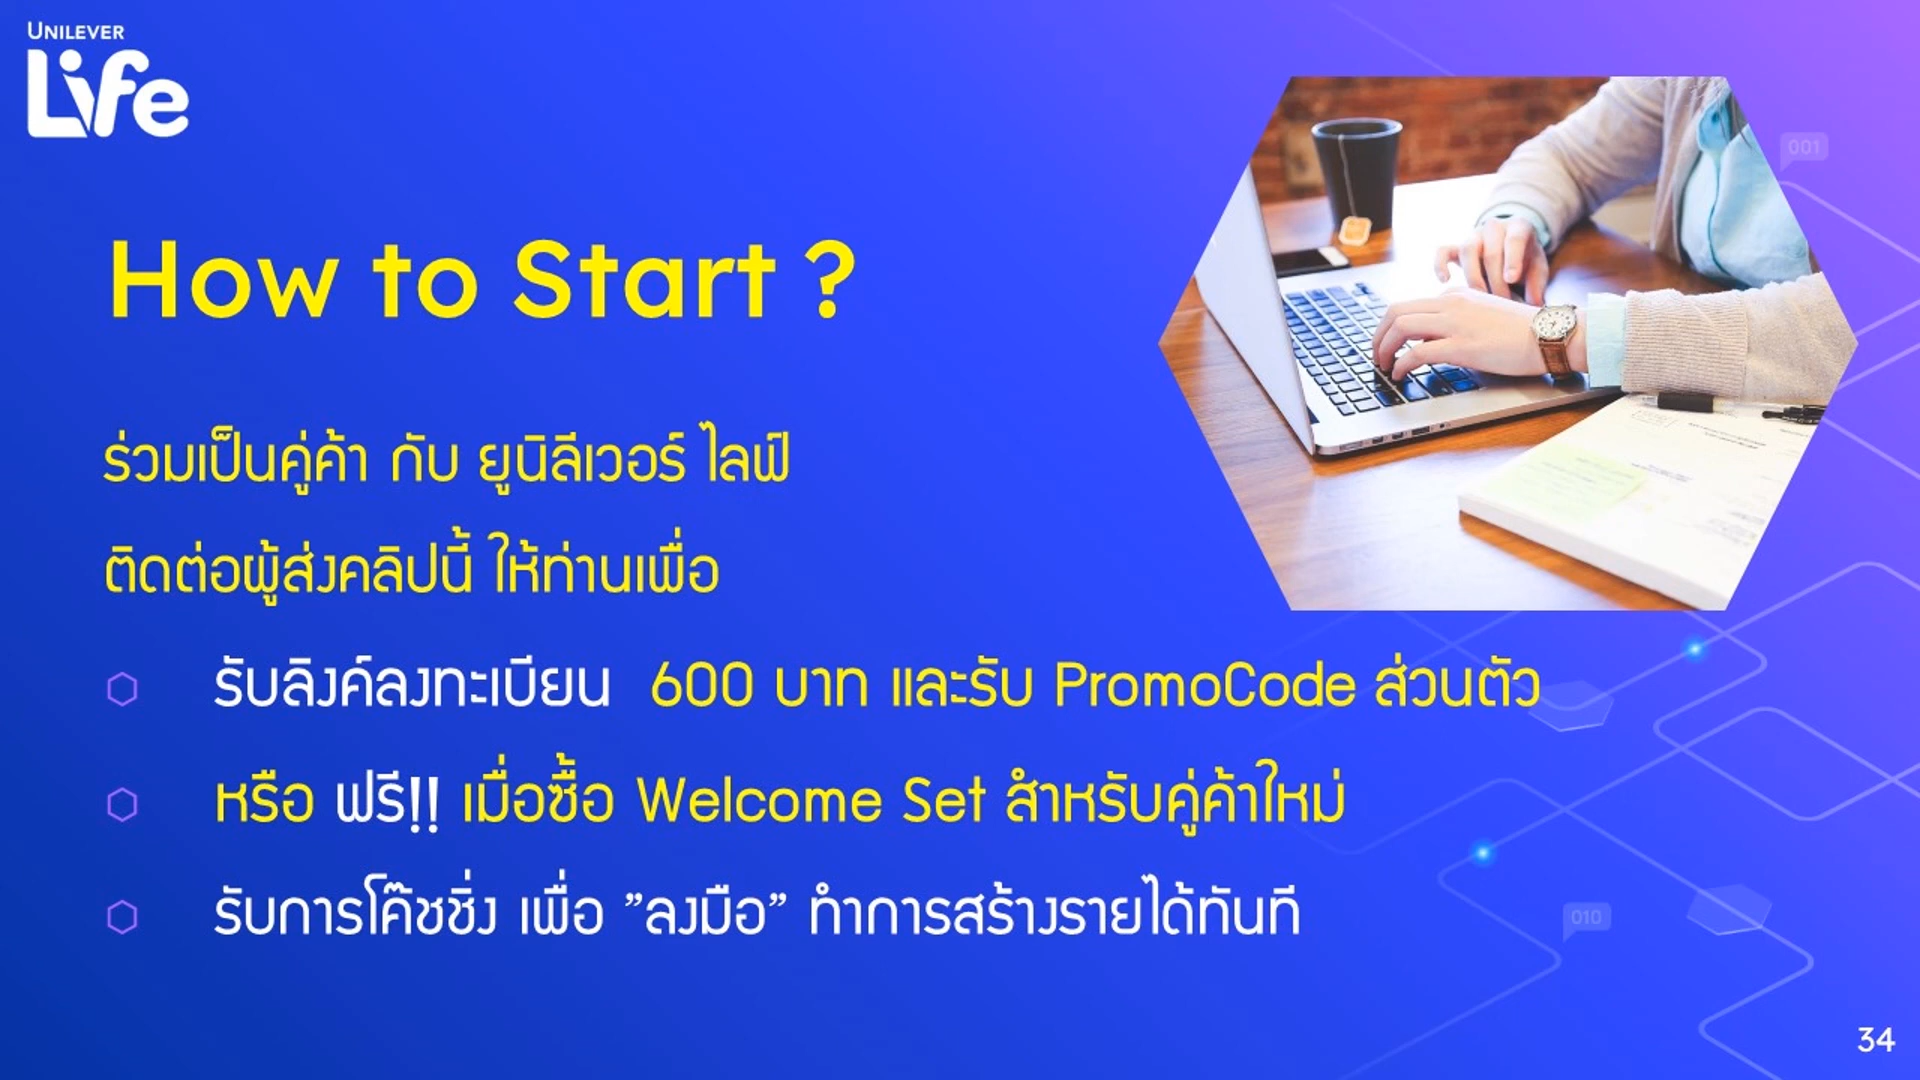 UNILEVER
Life
001
How to Start ?
ร่วมเป็นคู่ค้า กับ ยูนิลีเวอร์ ไลฟ์
ติดต่อผู้ส่งคลิปนี้ ให้ท่านเพื่อ
รับลิงค์ลงทะเบียน 600 บาท และรับ PromoCode ส่วนตัว
หรือ ฟรี!! เมื่อซื้อ Welcome Set สำหรับคู่ค้าใหม่
รับการโค๊ชชิ่ง เพื่อ ”ลงมือ” ทำการสร้างรายได้ทันที
010
34